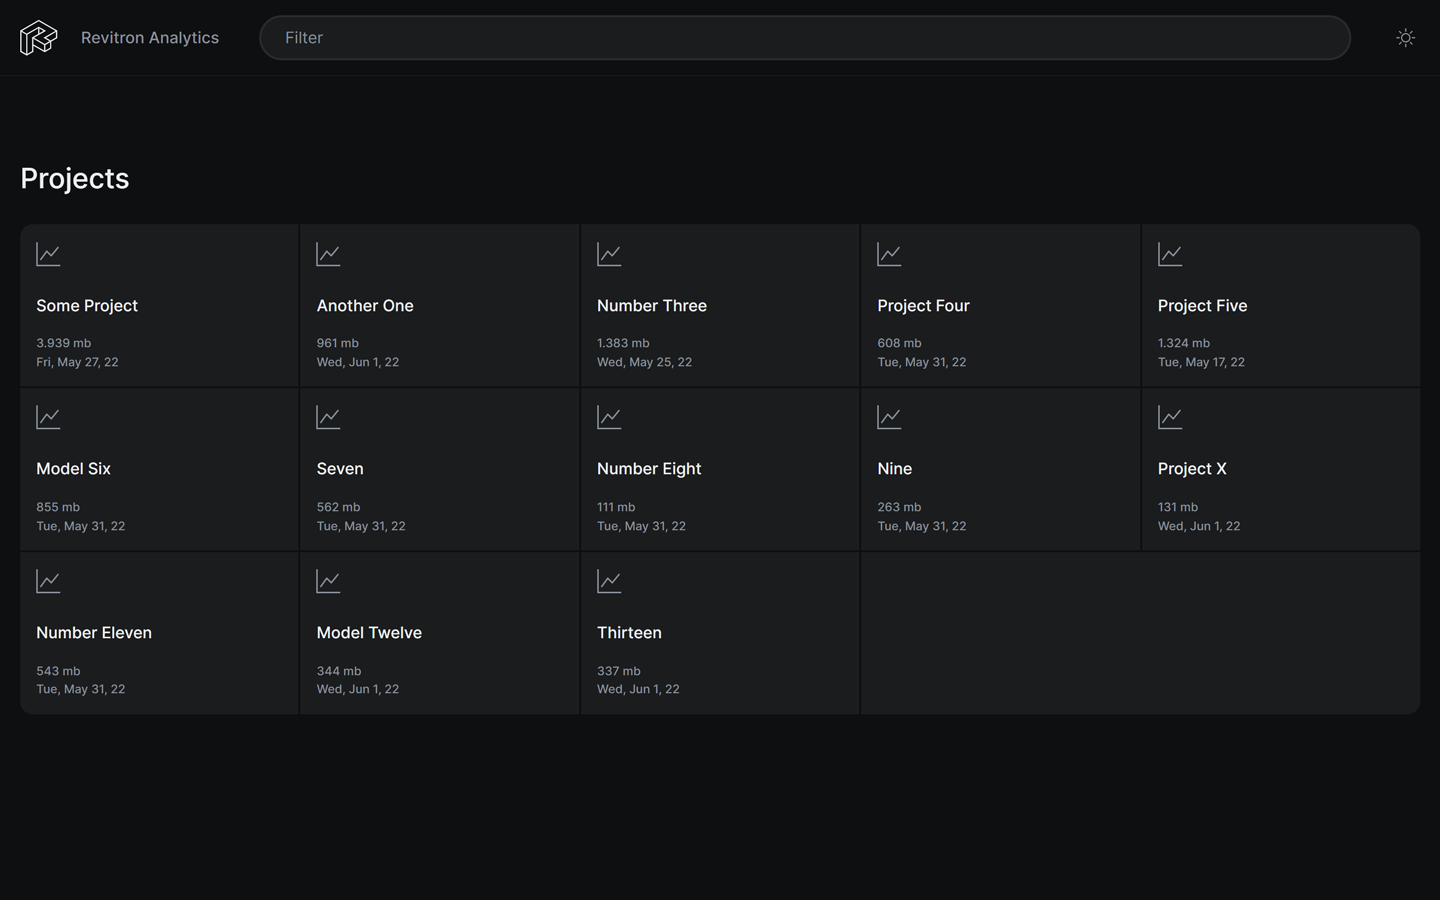 Revitron Analytics
Filter
Projects
Some Project
3.939 mb
Fri, May 27, 22
Another One
961 mb
Wed, Jun 1, 22
Number Three
1.383 mb
Wed, May 25, 22
Project Four
608 mb
Tue, May 31, 22
Project Five
1.324 mb
Tue, May 17, 22
Model Six
855 mb
Tue, May 31, 22
Seven
562 mb
Tue, May 31, 22
Number Eight
111 mb
Tue, May 31, 22
Nine
263 mb
Tue, May 31, 22
Project X
131 mb
Wed, Jun 1, 22
Number Eleven
543 mb
Tue, May 31, 22
Model Twelve
344 mb
Wed, Jun 1, 22
Thirteen
337 mb
Wed, Jun 1, 22